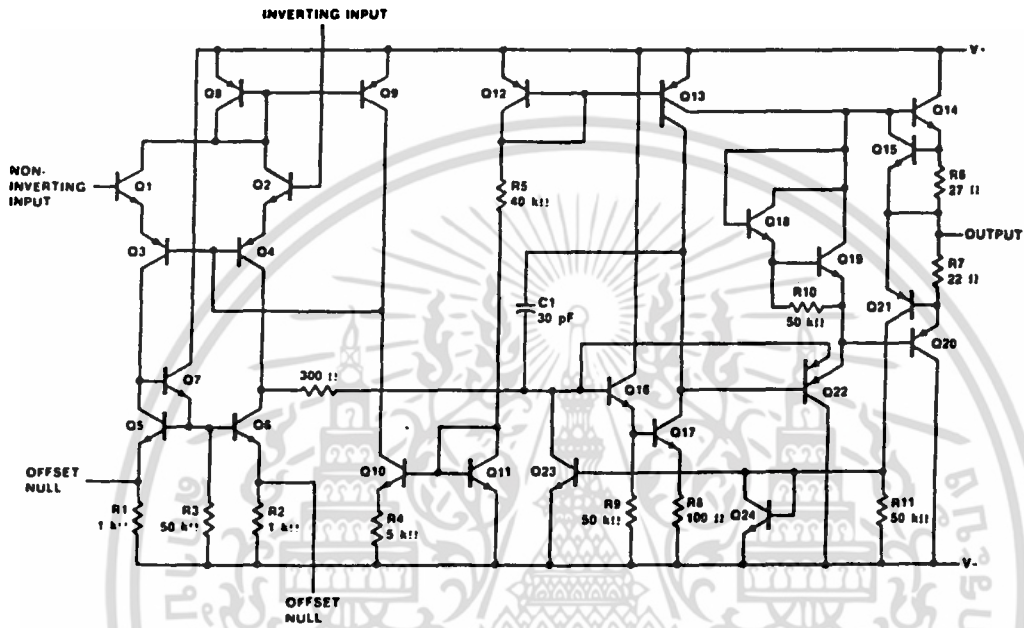 INVERTING INPUT
V-
Q8
Q9
Q12
Q13
Q14
Q15
NON-
INVERTING
INPUT
Q1
Q2
R5
40 kΩ
R6
27 Ω
Q18
OUTPUT
Q3
Q4
Q19
R7
22 Ω
C1
30 pF
R10
50 kΩ
Q21
Q20
Q7
300 Ω
Q16
Q22
Q5
Q6
Q17
OFFSET
NULL
Q10
Q11
Q23
R1
1 kΩ
R3
50 kΩ
R2
1 kΩ
R4
5 kΩ
R9
50 kΩ
R8
100 Ω
Q24
R11
50 kΩ
V-
OFFSET
NULL